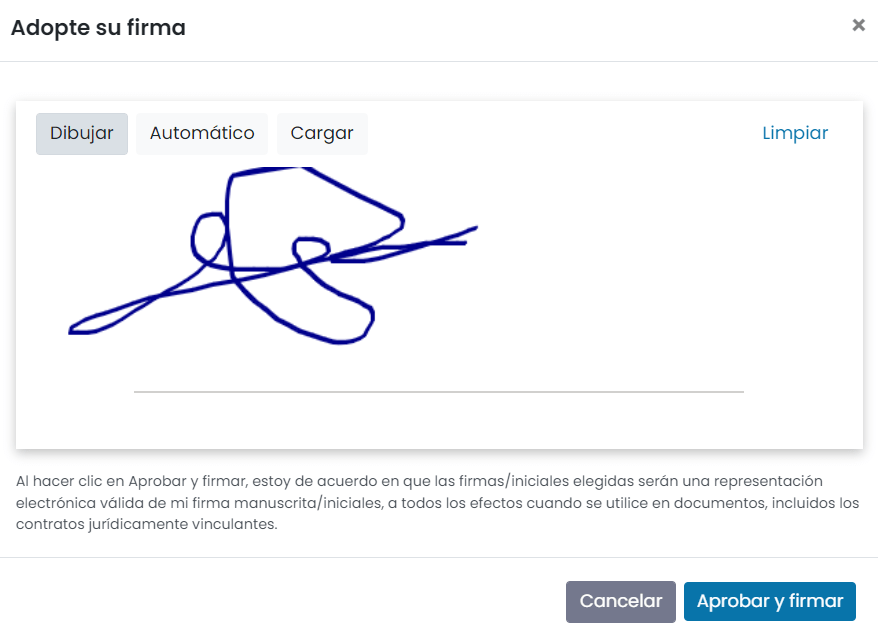 Adopte su firma
×
Dibujar Automático Cargar Limpiar
Al hacer clic en Aprobar y firmar, estoy de acuerdo en que las firmas/iniciales elegidas serán una representación
electrónica válida de mi firma manuscrita/iniciales, a todos los efectos cuando se utilice en documentos, incluidos los
contratos jurídicamente vinculantes.
Cancelar Aprobar y firmar